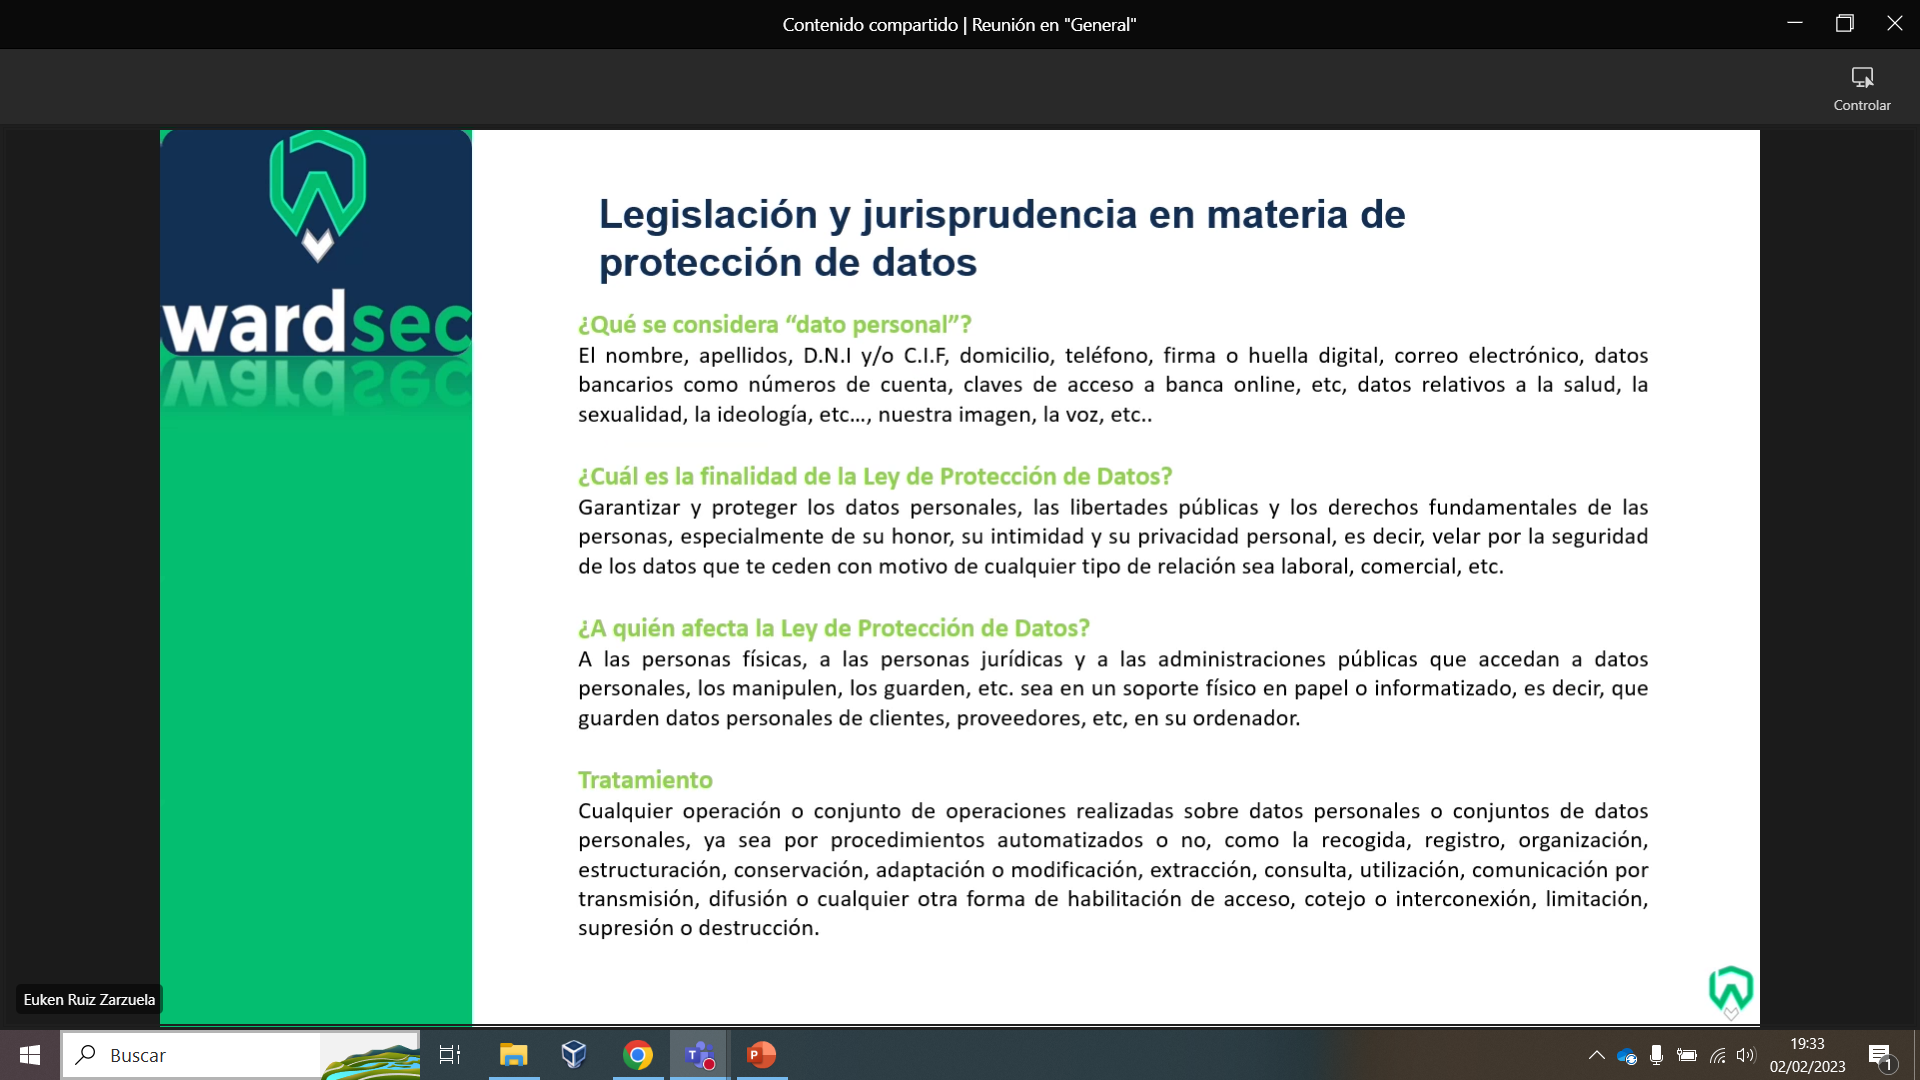 Contenido compartido | Reunión en "General"
Controlar
wardsec
Legislación y jurisprudencia en materia de
protección de datos
¿Qué se considera “dato personal”?
El nombre, apellidos, D.N.I y/o C.I.F, domicilio, teléfono, firma o huella digital, correo electrónico, datos
bancarios como números de cuenta, claves de acceso a banca online, etc, datos relativos a la salud, la
sexualidad, la ideología, etc…, nuestra imagen, la voz, etc..
¿Cuál es la finalidad de la Ley de Protección de Datos?
Garantizar y proteger los datos personales, las libertades públicas y los derechos fundamentales de las
personas, especialmente de su honor, su intimidad y su privacidad personal, es decir, velar por la seguridad
de los datos que te ceden con motivo de cualquier tipo de relación sea laboral, comercial, etc.
¿A quién afecta la Ley de Protección de Datos?
A las personas físicas, a las personas jurídicas y a las administraciones públicas que accedan a datos
personales, los manipulen, los guarden, etc. sea en un soporte físico en papel o informatizado, es decir, que
guarden datos personales de clientes, proveedores, etc, en su ordenador.
Tratamiento
Cualquier operación o conjunto de operaciones realizadas sobre datos personales o conjuntos de datos
personales, ya sea por procedimientos automatizados o no, como la recogida, registro, organización,
estructuración, conservación, adaptación o modificación, extracción, consulta, utilización, comunicación por
transmisión, difusión o cualquier otra forma de habilitación de acceso, cotejo o interconexión, limitación,
supresión o destrucción.
Euken Ruiz Zarzuela
Buscar
19:33
02/02/2023
1